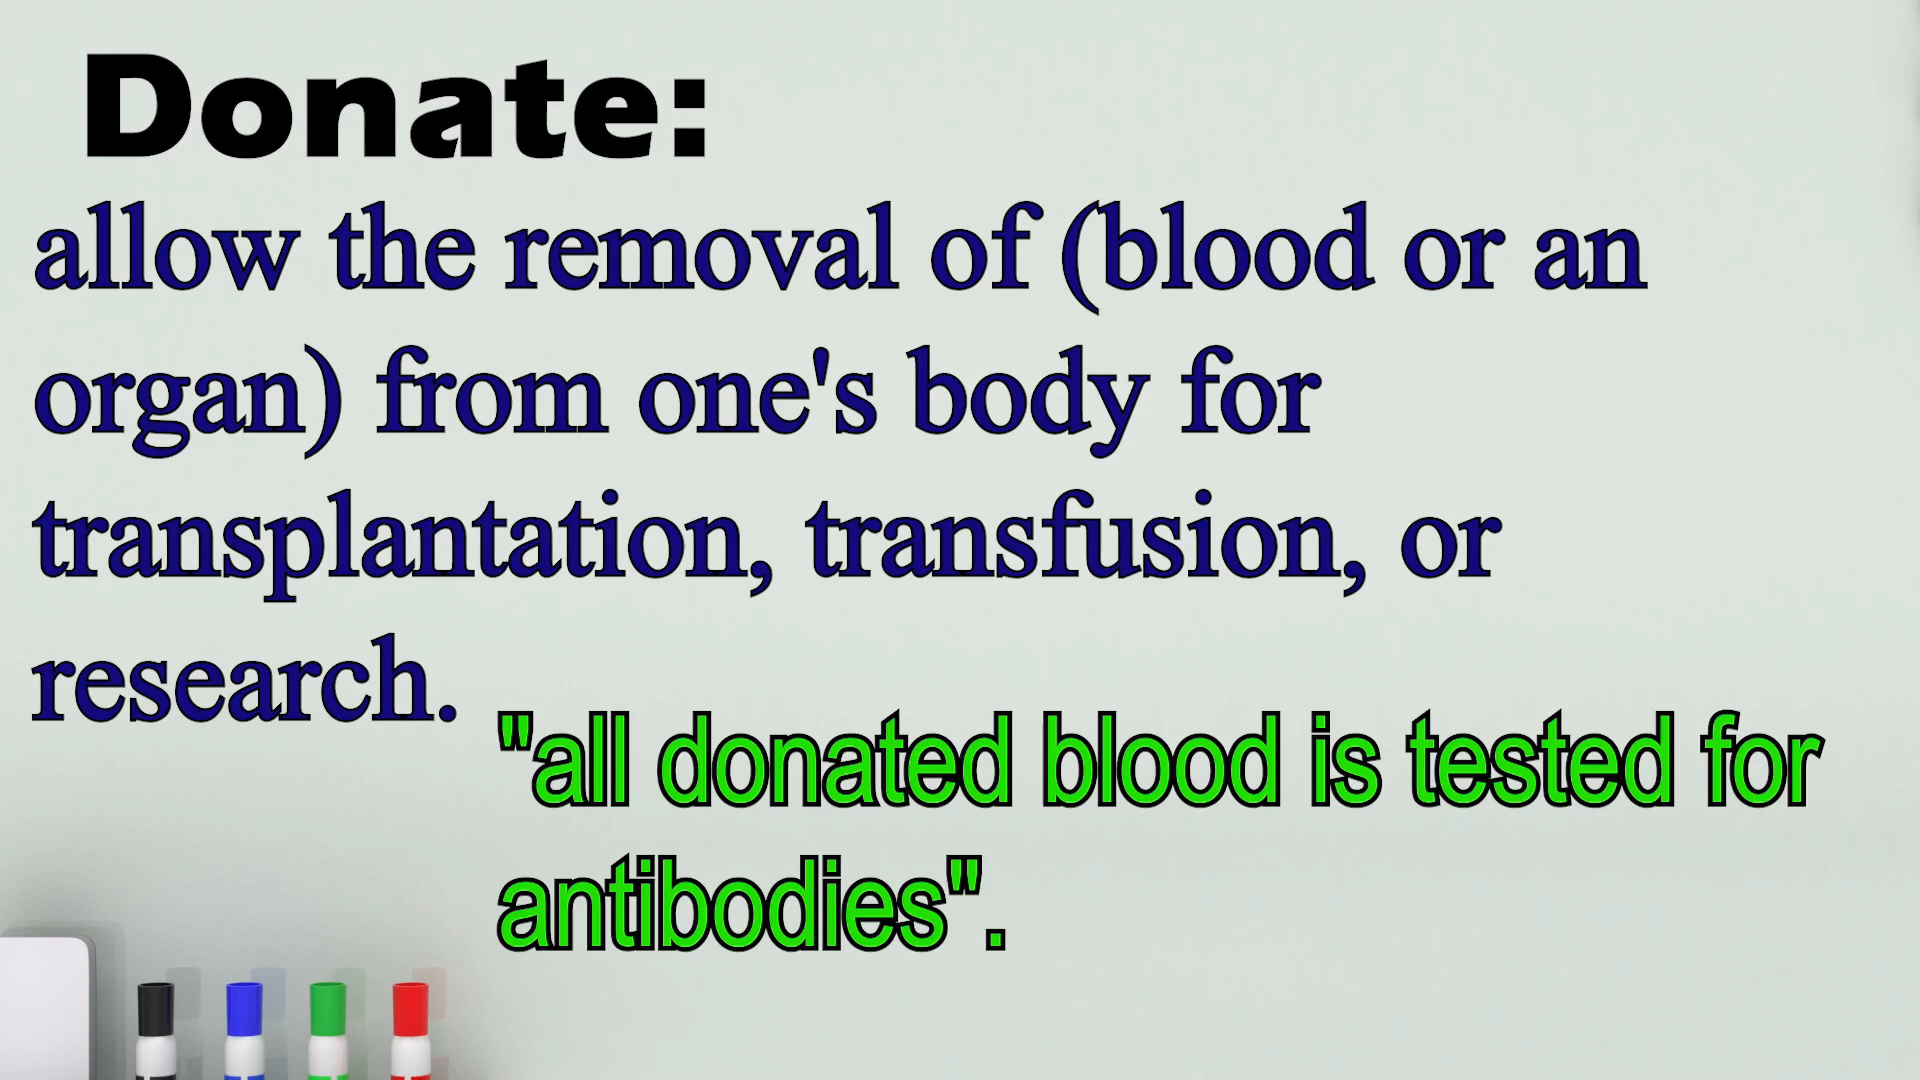 Donate:
allow the removal of (blood or an
organ) from one's body for
transplantation, transfusion, or
research.
"all donated blood is tested for
antibodies".